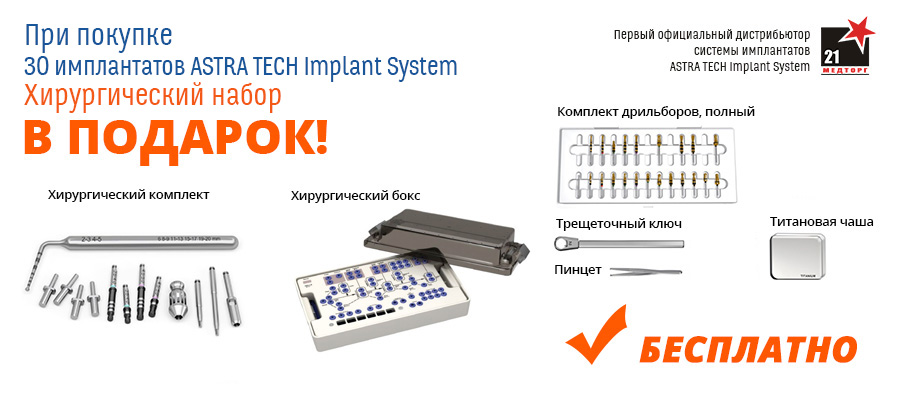 При покупке
30 имплантатов ASTRA TECH Implant System
Хирургический набор
В ПОДАРОК!
Первый официальный дистрибьютор
системы имплантатов
ASTRA TECH Implant System
21
МЕДТОРГ
Комплект дрильборов, полный
Хирургический комплект
Хирургический бокс
Трещеточный ключ
Титановая чаша
Пинцет
TITANIUM
БЕСПЛАТНО